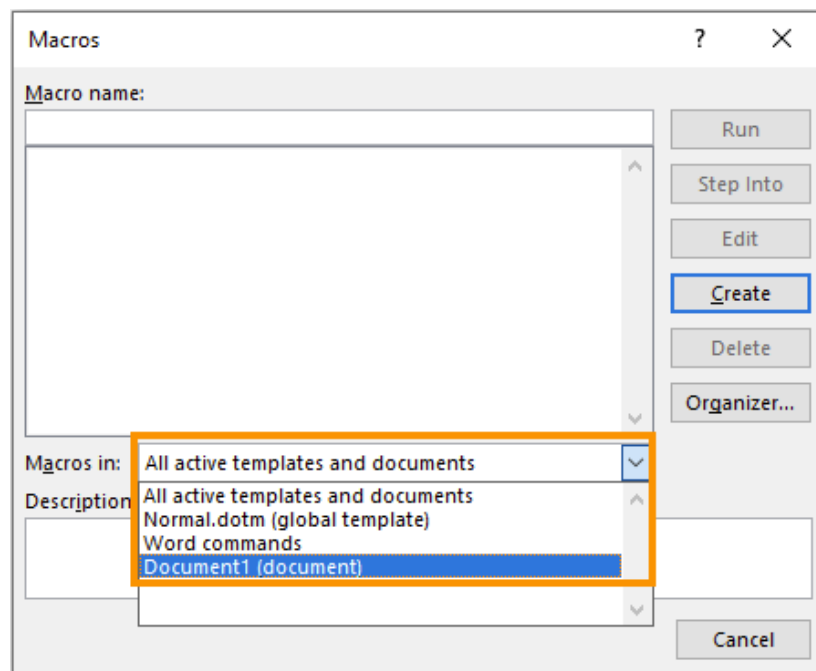 Macros
?
Macro name:
Run
Step Into
Edit
Create
Delete
Organizer...
Macros in: All active templates and documents
All active templates and documents
Description
Normal.dotm (global template)
Word commands
Document1 (document)
Cancel